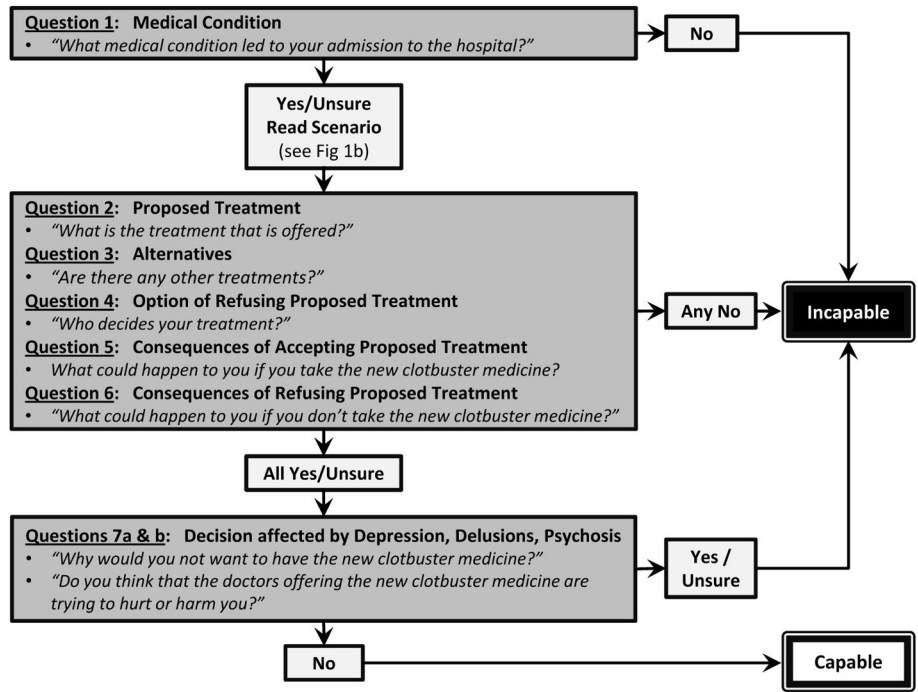 Question 1: Medical Condition
• “What medical condition led to your admission to the hospital?”
No
Yes/Unsure
Read Scenario
(see Fig 1b)
Question 2: Proposed Treatment
• “What is the treatment that is offered?”
Question 3: Alternatives
• “Are there any other treatments?”
Question 4: Option of Refusing Proposed Treatment
• “Who decides your treatment?”
Question 5: Consequences of Accepting Proposed Treatment
• What could happen to you if you take the new clotbuster medicine?
Question 6: Consequences of Refusing Proposed Treatment
• “What could happen to you if you don’t take the new clotbuster medicine?”
Any No
Incapable
All Yes/Unsure
Questions 7a & b: Decision affected by Depression, Delusions, Psychosis
• “Why would you not want to have the new clotbuster medicine?”
• “Do you think that the doctors offering the new clotbuster medicine are
trying to hurt or harm you?”
Yes /
Unsure
No
Capable